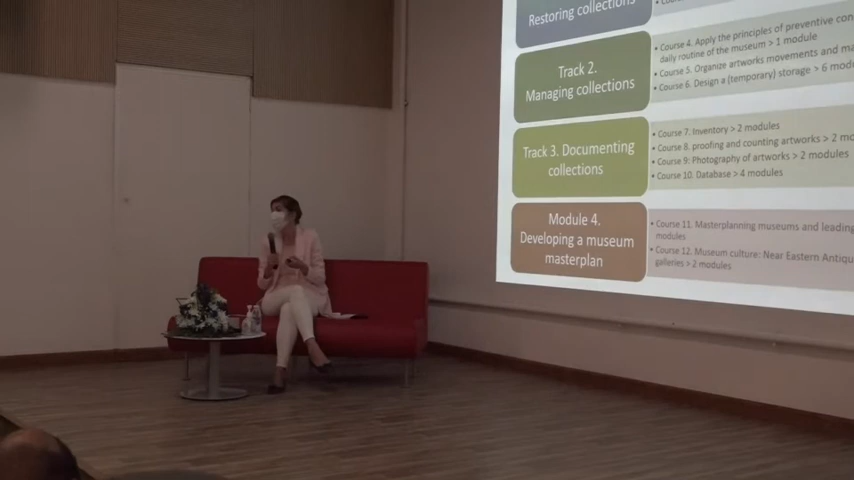 Restoring collections
Track 2.
Managing collections
• Course 4. Apply the principles of preventive con
daily routine of the museum > 1 module
• Course 5. Organize artworks movements and ma
• Course 6. Design a (temporary) storage > 6 modu
Track 3. Documenting
collections
• Course 7. Inventory > 2 modules
• Course 8. proofing and counting artworks > 2 mo
• Course 9: Photography of artworks > 2 modules
• Course 10. Database > 4 modules
Module 4.
Developing a museum
masterplan
• Course 11. Masterplanning museums and leading
modules
• Course 12. Museum culture: Near Eastern Antiqu
galleries > 2 modules